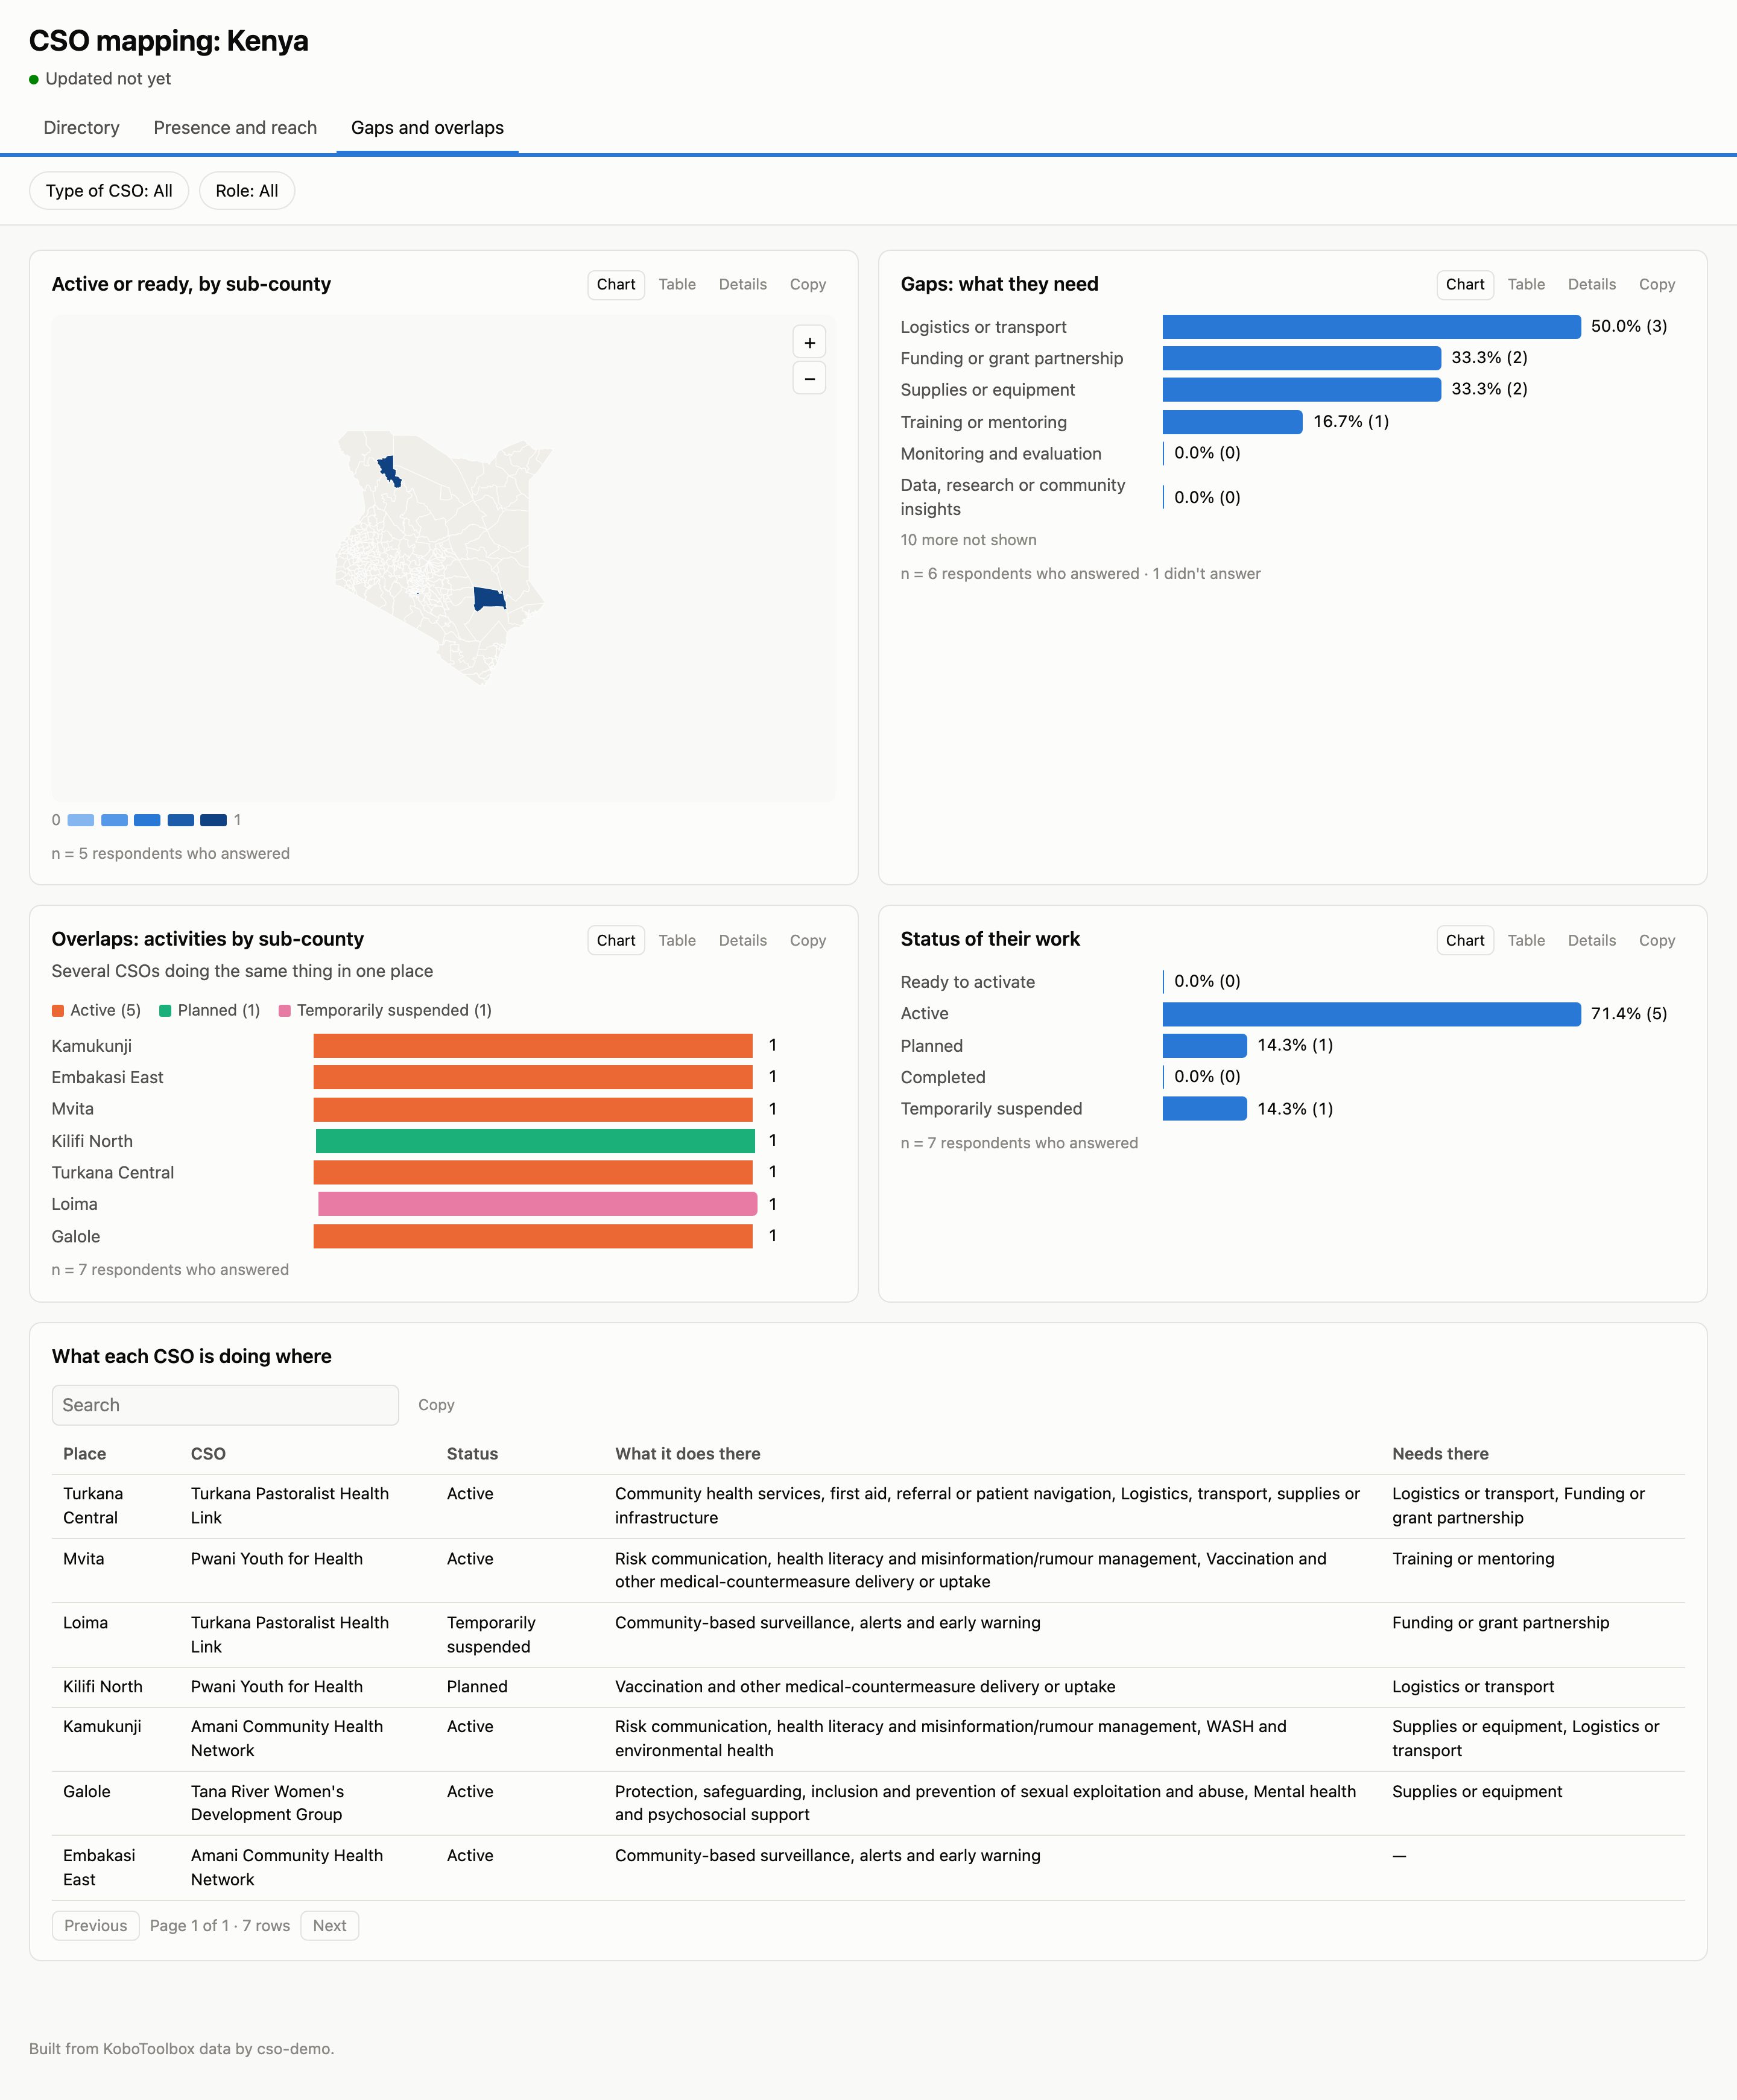 CSO mapping: Kenya
Updated not yet
Directory
Presence and reach
Gaps and overlaps
Type of CSO: All
Role: All
Active or ready, by sub-county
Chart
Table
Details
Copy
+
−
0
1
n = 5 respondents who answered
Gaps: what they need
Chart
Table
Details
Copy
Logistics or transport
50.0% (3)
Funding or grant partnership
33.3% (2)
Supplies or equipment
33.3% (2)
Training or mentoring
16.7% (1)
Monitoring and evaluation
0.0% (0)
Data, research or community
insights
0.0% (0)
10 more not shown
n = 6 respondents who answered · 1 didn't answer
Overlaps: activities by sub-county
Chart
Table
Details
Copy
Several CSOs doing the same thing in one place
Active (5)
Planned (1)
Temporarily suspended (1)
Kamukunji
1
Embakasi East
1
Mvita
1
Kilifi North
1
Turkana Central
1
Loima
1
Galole
1
n = 7 respondents who answered
Status of their work
Chart
Table
Details
Copy
Ready to activate
0.0% (0)
Active
71.4% (5)
Planned
14.3% (1)
Completed
0.0% (0)
Temporarily suspended
14.3% (1)
n = 7 respondents who answered
What each CSO is doing where
Search
Copy
Place
CSO
Status
What it does there
Needs there
Turkana
Central
Turkana Pastoralist Health
Link
Active
Community health services, first aid, referral or patient navigation, Logistics, transport, supplies or
infrastructure
Logistics or transport, Funding or
grant partnership
Mvita
Pwani Youth for Health
Active
Risk communication, health literacy and misinformation/rumour management, Vaccination and
other medical-countermeasure delivery or uptake
Training or mentoring
Loima
Turkana Pastoralist Health
Link
Temporarily
suspended
Community-based surveillance, alerts and early warning
Funding or grant partnership
Kilifi North
Pwani Youth for Health
Planned
Vaccination and other medical-countermeasure delivery or uptake
Logistics or transport
Kamukunji
Amani Community Health
Network
Active
Risk communication, health literacy and misinformation/rumour management, WASH and
environmental health
Supplies or equipment, Logistics or
transport
Galole
Tana River Women's
Development Group
Active
Protection, safeguarding, inclusion and prevention of sexual exploitation and abuse, Mental health
and psychosocial support
Supplies or equipment
Embakasi
East
Amani Community Health
Network
Active
Community-based surveillance, alerts and early warning
—
Previous
Page 1 of 1 · 7 rows
Next
Built from KoboToolbox data by cso-demo.